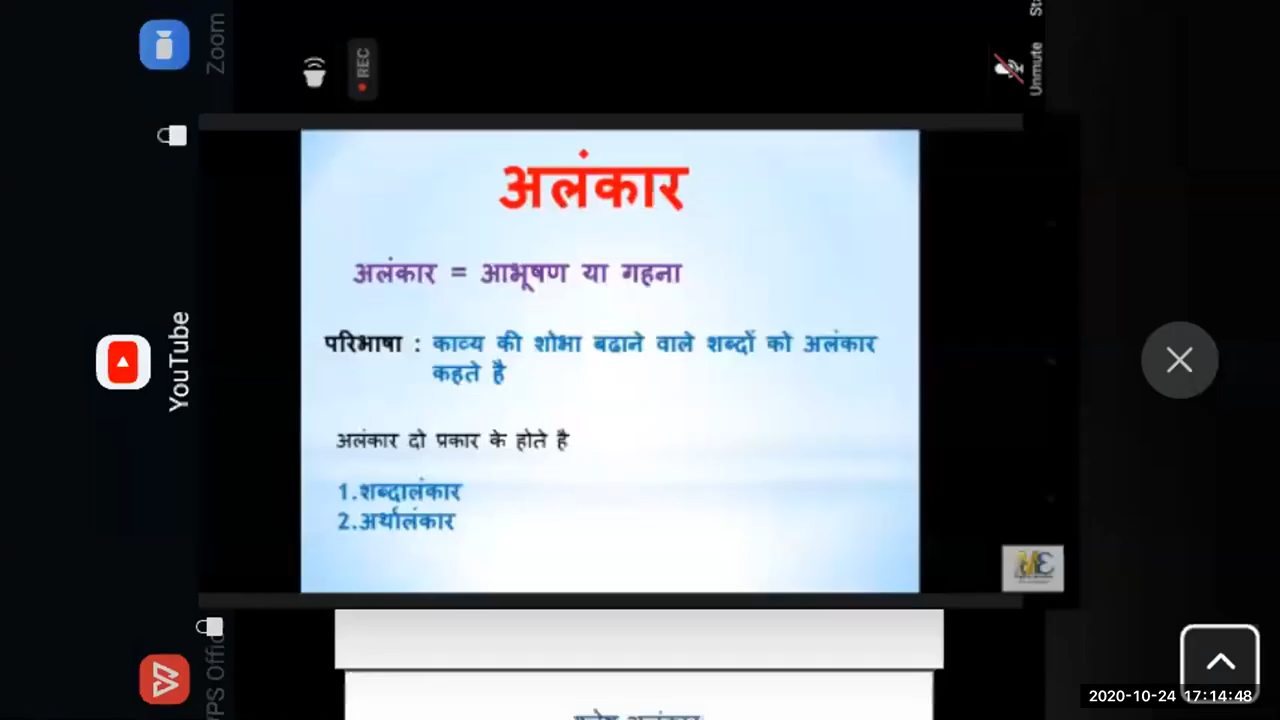 Zoom
REC
Unmute
अलंकार
अलंकार = आभूषण या गहना
परिभाषा : काव्य की शोभा बढाने वाले शब्दों को अलंकार
कहते है
अलंकार दो प्रकार के होते है
1.शब्दालंकार
2.अर्थालंकार
YouTube
2020-10-24 17:14:48